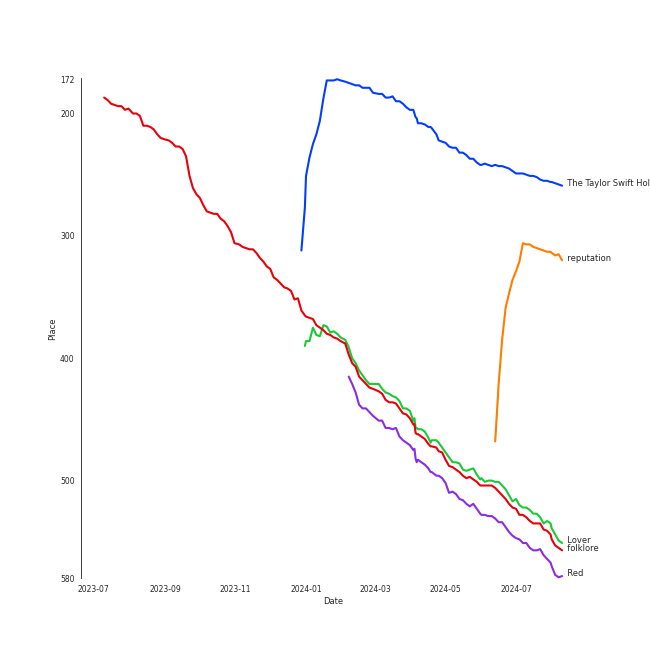 172
200
300
400
500
580
Place
2023-07
2023-09
2023-11
2024-01
2024-03
2024-05
2024-07
Date
The Taylor Swift Hol
reputation
Lover
folklore
Red